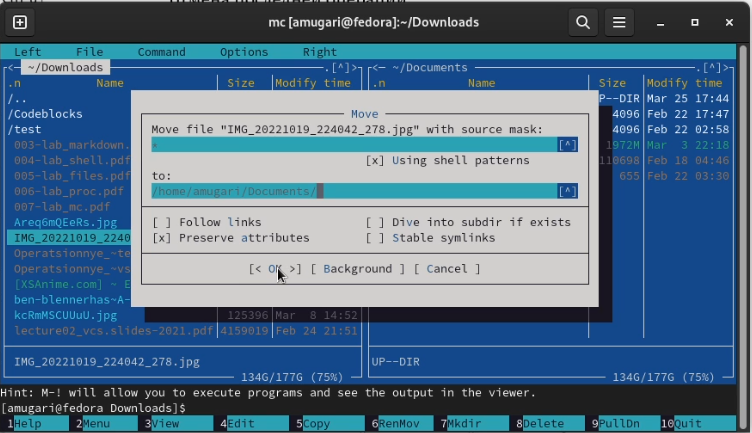 mc [amugari@fedora]:~/Downloads
Left File Command Options Right
<— ~/Downloads .[^]> <— ~/Documents .[^]>
.n Name Size Modify time .n Name Size Modify time
/.. P--DIR Mar 25 17:44
/Codeblocks 4096 Feb 22 17:47
/test 4096 Feb 22 02:58
003-lab_markdown. 1972M Mar 3 22:18
004-lab_shell.pdf 110698 Feb 18 04:46
005-lab_files.pdf 655 Feb 22 03:30
006-lab_proc.pdf
007-lab_mc.pdf
Areq6mQEeRs.jpg
IMG_20221019_2240
Operatsionnye_~te
Operatsionnye_~vs
[XSAnime.com] ~ E
ben-blennerhas~A-
kcRmMSCUUuU.jpg 125396 Mar 8 14:52
lecture02_vcs.slides-2021.pdf 4159019 Feb 24 21:51
Move
Move file "IMG_20221019_224042_278.jpg" with source mask:
* [^]
[x] Using shell patterns
to:
/home/amugari/Documents/ [^]
[ ] Follow links [ ] Dive into subdir if exists
[x] Preserve attributes [ ] Stable symlinks
[< OK >] [ Background ] [ Cancel ]
IMG_20221019_224042_278.jpg UP--DIR
134G/177G (75%) 134G/177G (75%)
Hint: M-! will allow you to execute programs and see the output in the viewer.
[amugari@fedora Downloads]$ [^]
1Help 2Menu 3View 4Edit 5Copy 6RenMov 7Mkdir 8Delete 9PullDn 10Quit